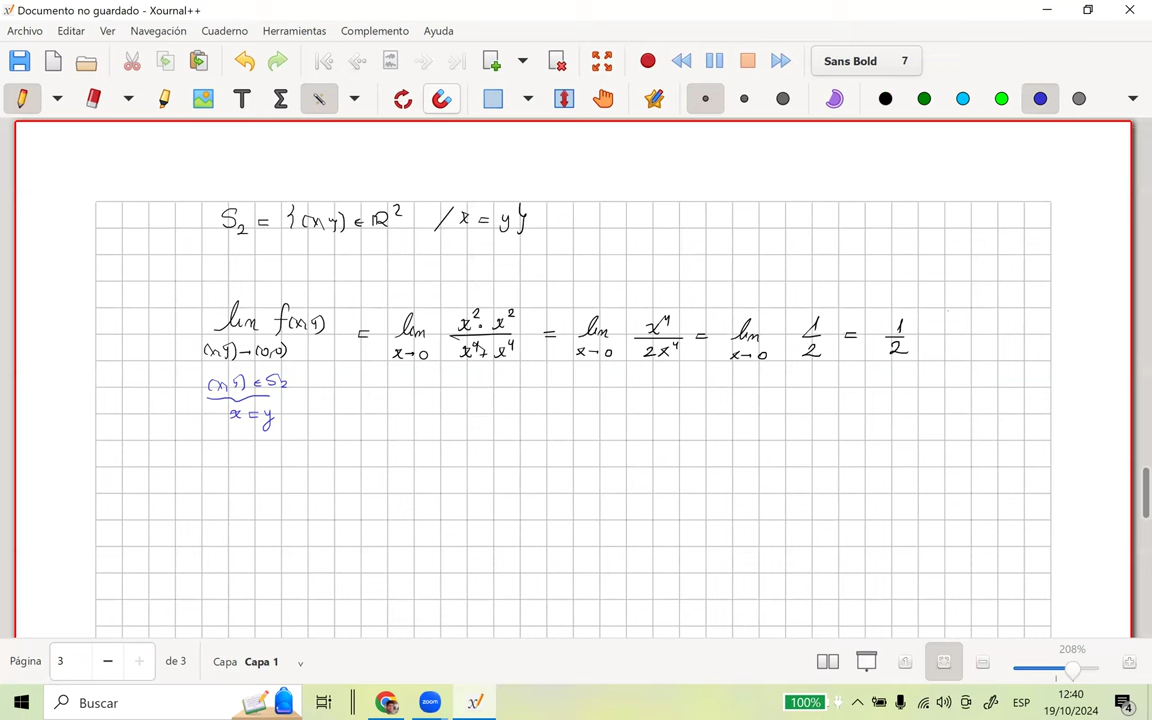 Documento no guardado - Xournal++
Archivo Editar Ver Navegación Cuaderno Herramientas Complemento Ayuda
Sans Bold 7
S₂ = {(x,y) ∈ ℝ² / x = y}
lim f(x,y) = lim x²·x² / x⁴+x⁴ = lim x⁴ / 2x⁴ = lim 1/2 = 1/2
(x,y)→(0,0) x→0 x→0 x→0
(x,y) ∈ S₂
x = y
Página 3 de 3 Capa Capa 1 208%
Buscar 100% ESP 12:40
19/10/2024 4
zoom